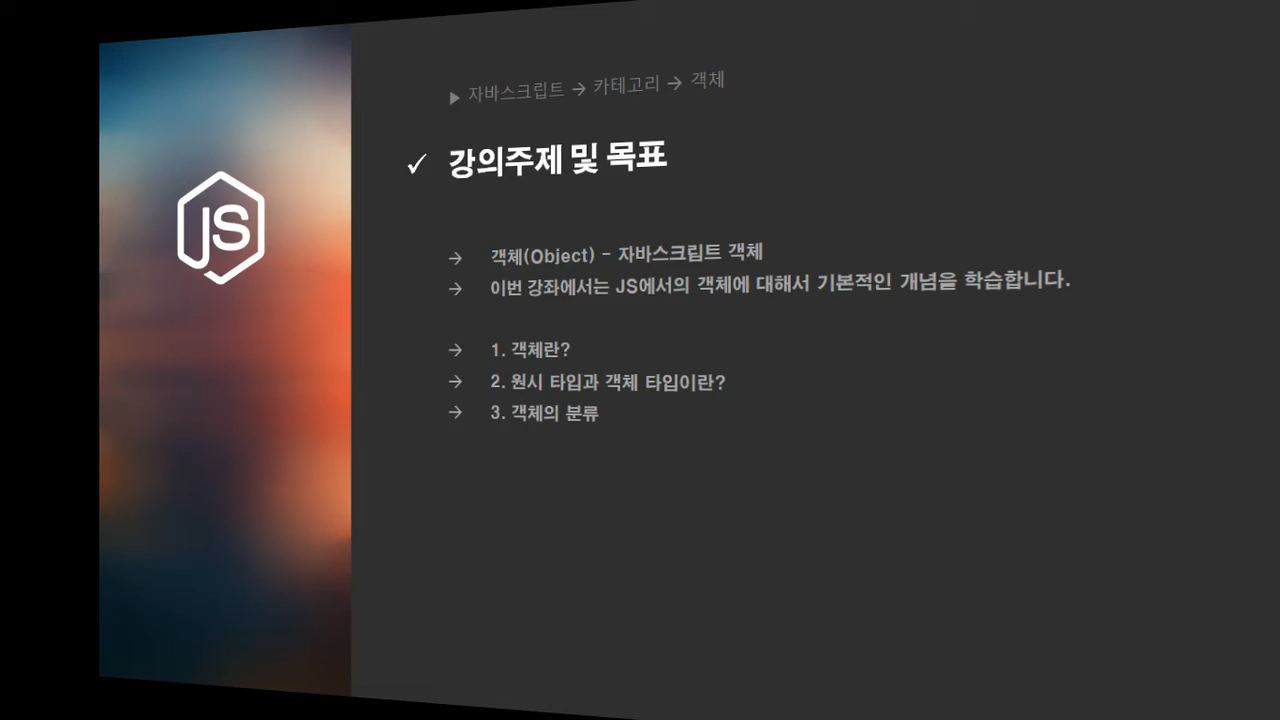 JS
▶ 자바스크립트 → 카테고리 → 객체
✓ 강의주제 및 목표
→ 객체(Object) - 자바스크립트 객체
→ 이번 강좌에서는 JS에서의 객체에 대해서 기본적인 개념을 학습합니다.
→ 1. 객체란?
→ 2. 원시 타입과 객체 타입이란?
→ 3. 객체의 분류